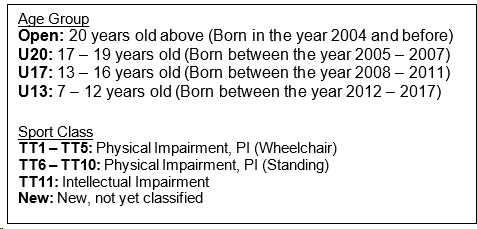 Age Group
Open: 20 years old above (Born in the year 2004 and before)
U20: 17 – 19 years old (Born between the year 2005 – 2007)
U17: 13 – 16 years old (Born between the year 2008 – 2011)
U13: 7 – 12 years old (Born between the year 2012 – 2017)
Sport Class
TT1 – TT5: Physical Impairment, PI (Wheelchair)
TT6 – TT10: Physical Impairment, PI (Standing)
TT11: Intellectual Impairment
New: New, not yet classified